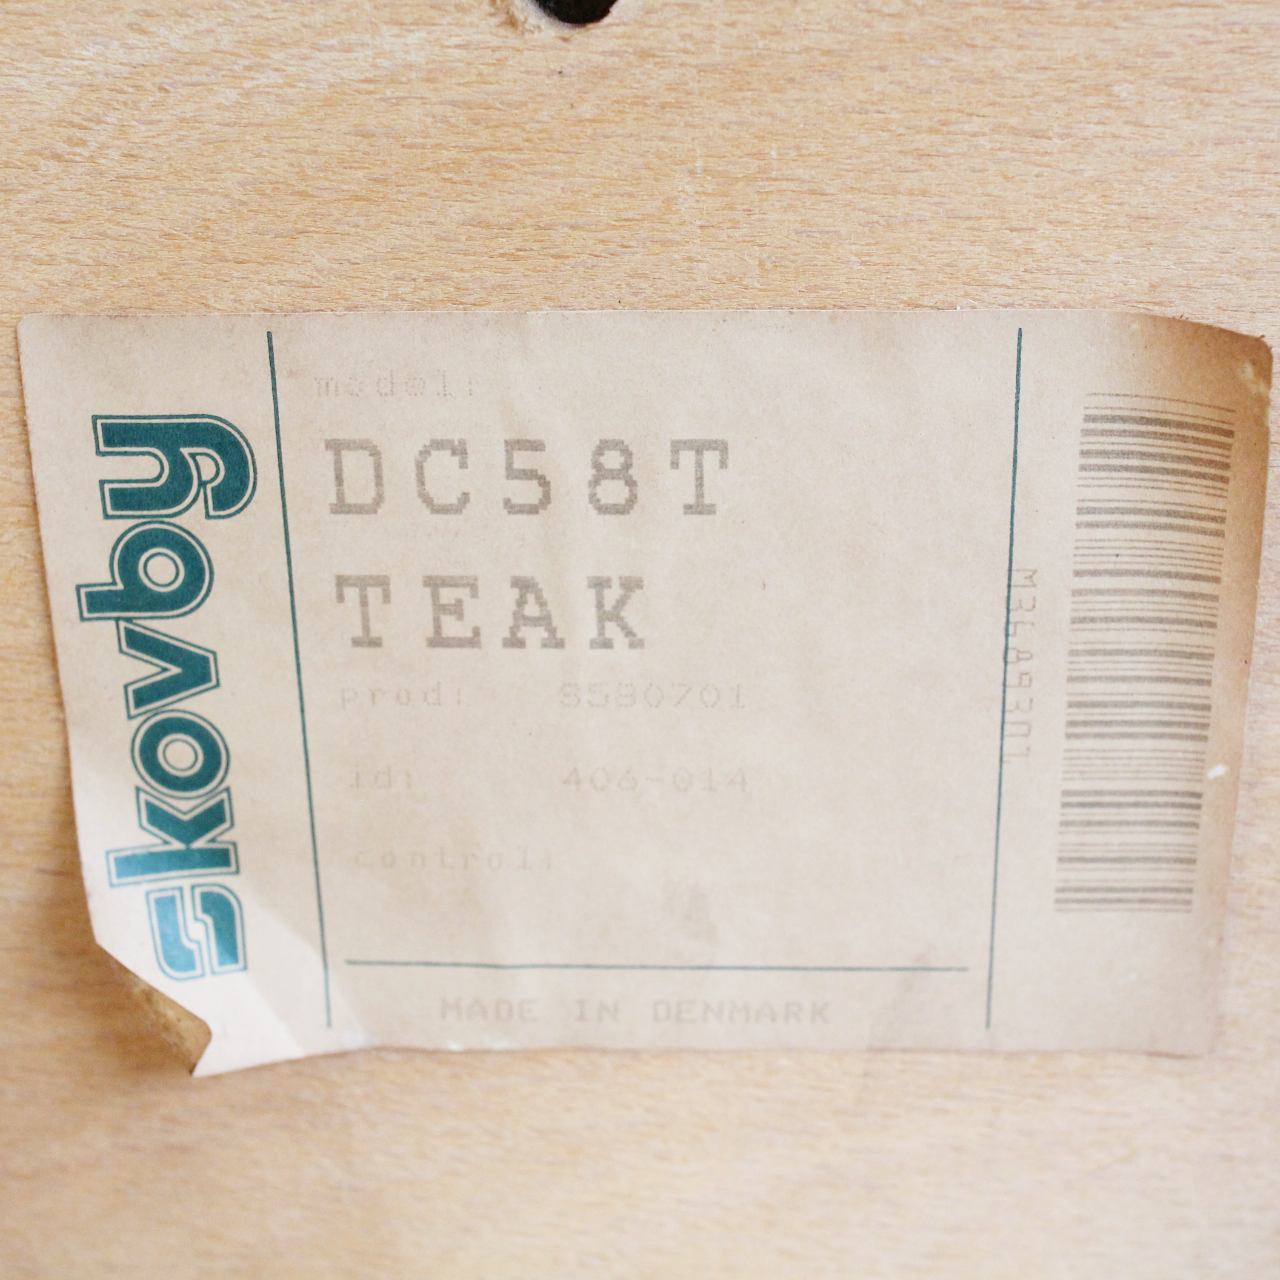 skovby
model:
DC58T
TEAK
prod: 8580701
id: 406-014
control:
MADE IN DENMARK